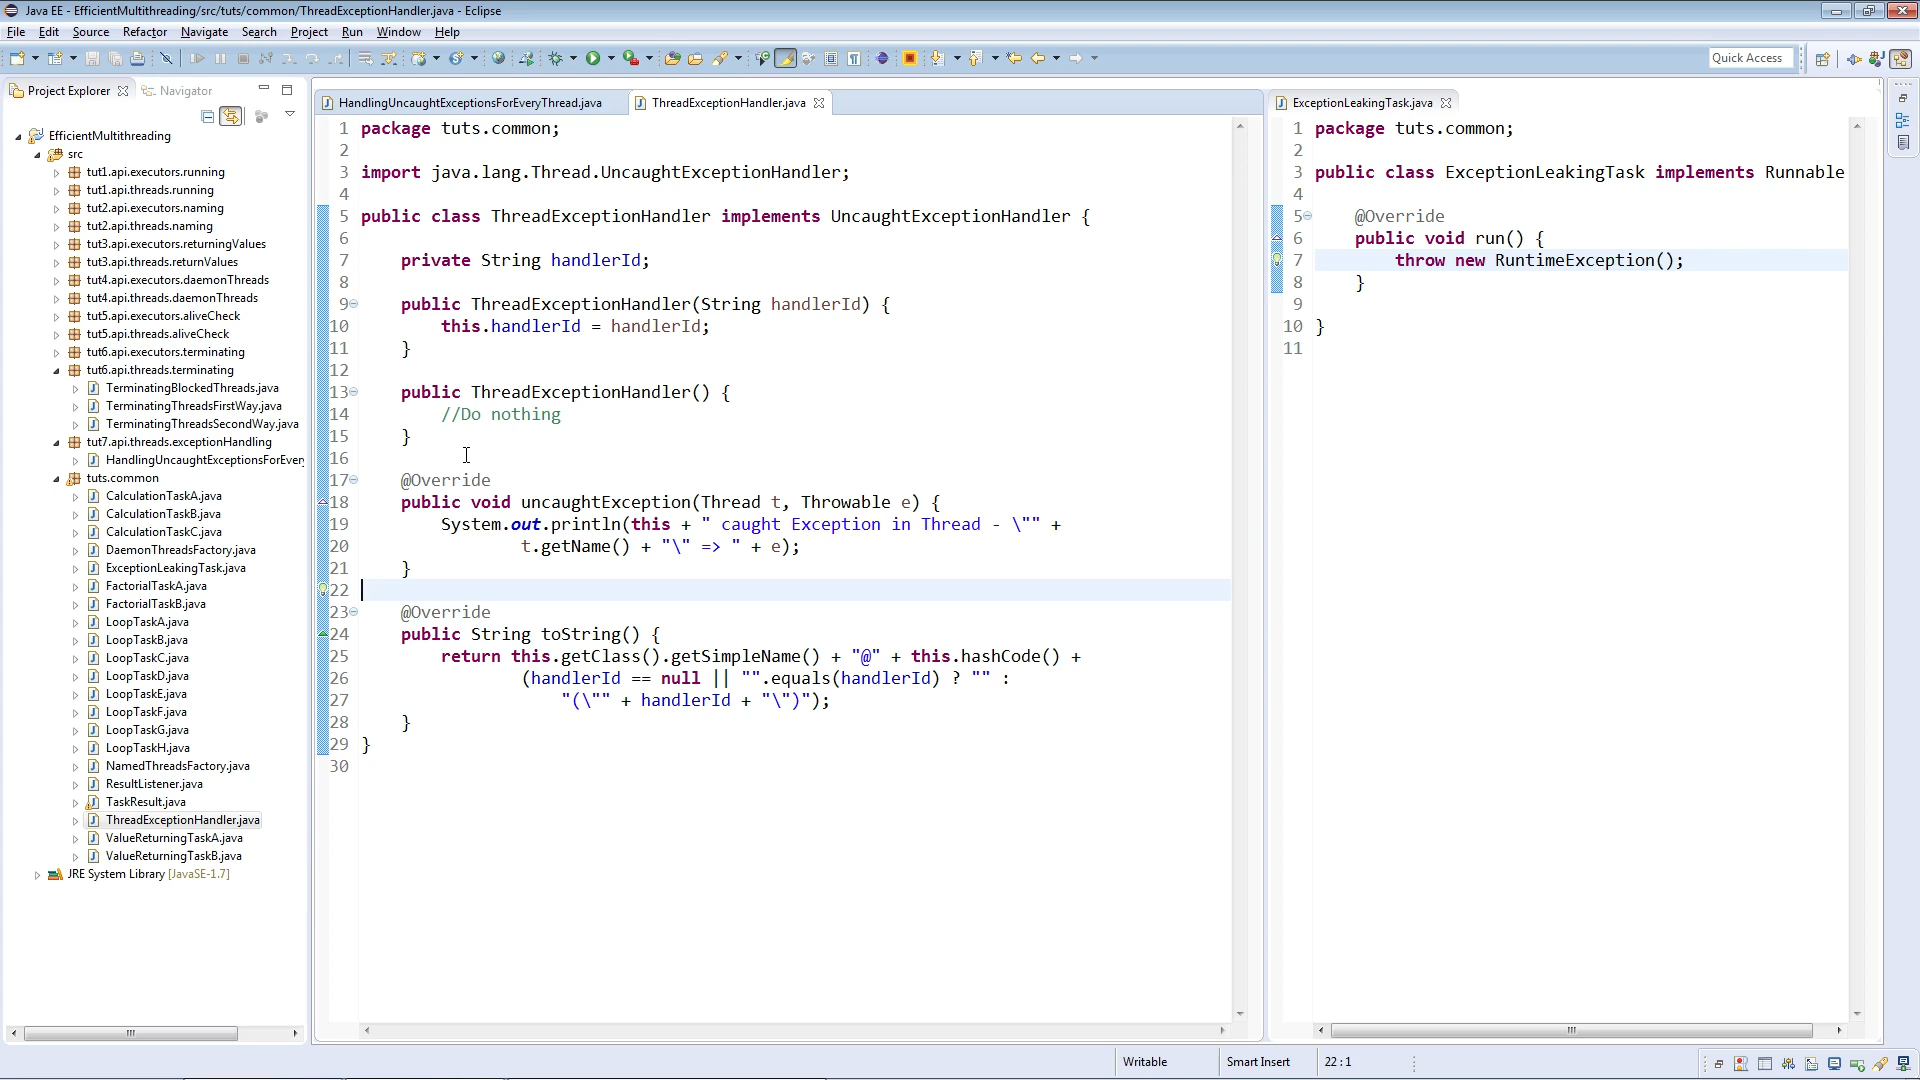 Java EE - EfficientMultithreading/src/tuts/common/ThreadExceptionHandler.java - Eclipse
File Edit Source Refactor Navigate Search Project Run Window Help
Quick Access
Project Explorer
Navigator
EfficientMultithreading
src
tut1.api.executors.running
tut1.api.threads.running
tut2.api.executors.naming
tut2.api.threads.naming
tut3.api.executors.returningValues
tut3.api.threads.returnValues
tut4.api.executors.daemonThreads
tut4.api.threads.daemonThreads
tut5.api.executors.aliveCheck
tut5.api.threads.aliveCheck
tut6.api.executors.terminating
tut6.api.threads.terminating
TerminatingBlockedThreads.java
TerminatingThreadsFirstWay.java
TerminatingThreadsSecondWay.java
tut7.api.threads.exceptionHandling
HandlingUncaughtExceptionsForEver
tuts.common
CalculationTaskA.java
CalculationTaskB.java
CalculationTaskC.java
DaemonThreadsFactory.java
ExceptionLeakingTask.java
FactorialTaskA.java
FactorialTaskB.java
LoopTaskA.java
LoopTaskB.java
LoopTaskC.java
LoopTaskD.java
LoopTaskE.java
LoopTaskF.java
LoopTaskG.java
LoopTaskH.java
NamedThreadsFactory.java
ResultListener.java
TaskResult.java
ThreadExceptionHandler.java
ValueReturningTaskA.java
ValueReturningTaskB.java
JRE System Library [JavaSE-1.7]
HandlingUncaughtExceptionsForEveryThread.java
ThreadExceptionHandler.java
1 package tuts.common;
2
3 import java.lang.Thread.UncaughtExceptionHandler;
4
5 public class ThreadExceptionHandler implements UncaughtExceptionHandler {
6
7 private String handlerId;
8
9 public ThreadExceptionHandler(String handlerId) {
10 this.handlerId = handlerId;
11 }
12
13 public ThreadExceptionHandler() {
14 //Do nothing
15 }
16
17 @Override
18 public void uncaughtException(Thread t, Throwable e) {
19 System.out.println(this + " caught Exception in Thread - \"" +
20 t.getName() + "\" => " + e);
21 }
22
23 @Override
24 public String toString() {
25 return this.getClass().getSimpleName() + "@" + this.hashCode() +
26 (handlerId == null || "".equals(handlerId) ? "" :
27 "(\"" + handlerId + "\")");
28 }
29 }
30
ExceptionLeakingTask.java
1 package tuts.common;
2
3 public class ExceptionLeakingTask implements Runnable
4
5 @Override
6 public void run() {
7 throw new RuntimeException();
8 }
9
10 }
11
Writable
Smart Insert
22 : 1